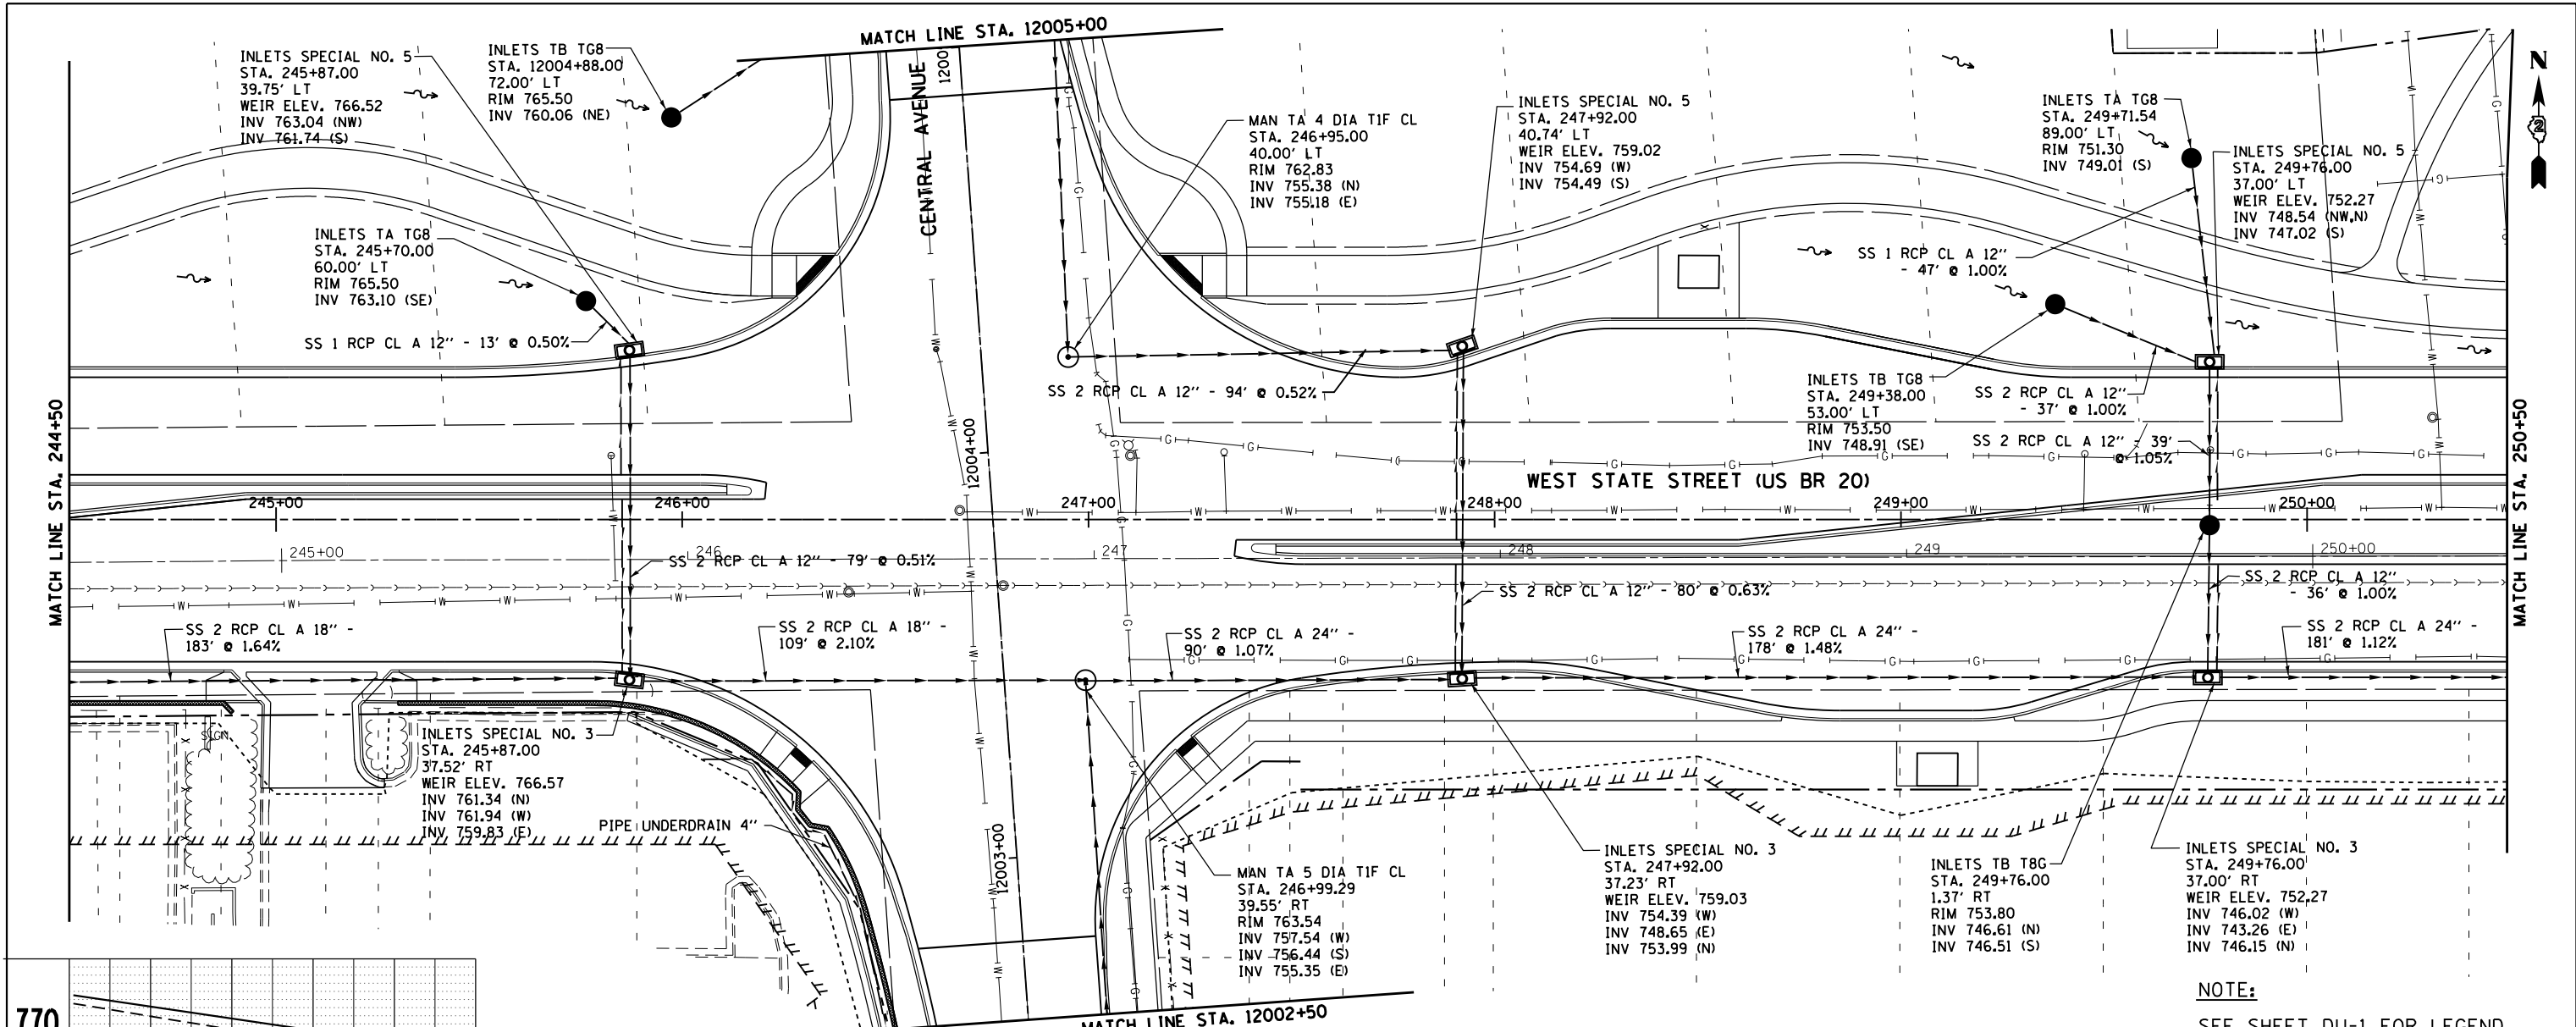 MATCH LINE STA. 12005+00
INLETS SPECIAL NO. 5
STA. 245+87.00
39.75' LT
WEIR ELEV. 766.52
INV 763.04 (NW)
INV 761.74 (S)
INLETS TB TG8
STA. 12004+88.00
72.00' LT
RIM 765.50
INV 760.06 (NE)
CENTRAL AVENUE
1200
MAN TA 4 DIA T1F CL
STA. 246+95.00
40.00' LT
RIM 762.83
INV 755.38 (N)
INV 755.18 (E)
INLETS SPECIAL NO. 5
STA. 247+92.00
40.74' LT
WEIR ELEV. 759.02
INV 754.69 (W)
INV 754.49 (S)
INLETS TA TG8
STA. 249+71.54
89.00' LT
RIM 751.30
INV 749.01 (S)
INLETS SPECIAL NO. 5
STA. 249+76.00
37.00' LT
WEIR ELEV. 752.27
INV 748.54 (NW,N)
INV 747.02 (S)
N
2
INLETS TA TG8
STA. 245+70.00
60.00' LT
RIM 765.50
INV 763.10 (SE)
SS 1 RCP CL A 12" - 13' @ 0.50%
SS 1 RCP CL A 12"
- 47' @ 1.00%
SS 2 RCP CL A 12" - 94' @ 0.52%
INLETS TB TG8
STA. 249+38.00
53.00' LT
RIM 753.50
INV 748.91 (SE)
SS 2 RCP CL A 12"
- 37' @ 1.00%
SS 2 RCP CL A 12" - 39'
@ 1.05%
MATCH LINE STA. 244+50
MATCH LINE STA. 250+50
12004+00
WEST STATE STREET (US BR 20)
245+00
246+00
247+00
248+00
249+00
250+00
245+00
246
247
248
249
250+00
SS 2 RCP CL A 12" - 79' @ 0.51%
SS 2 RCP CL A 12" - 80' @ 0.63%
SS 2 RCP CL A 12"
- 36' @ 1.00%
SS 2 RCP CL A 18" -
183' @ 1.64%
SS 2 RCP CL A 18" -
109' @ 2.10%
SS 2 RCP CL A 24" -
90' @ 1.07%
SS 2 RCP CL A 24" -
178' @ 1.48%
SS 2 RCP CL A 24" -
181' @ 1.12%
SIGN
INLETS SPECIAL NO. 3
STA. 245+87.00
37.52' RT
WEIR ELEV. 766.57
INV 761.34 (N)
INV 761.94 (W)
INV 759.83 (E)
PIPE UNDERDRAIN 4"
12003+00
MAN TA 5 DIA T1F CL
STA. 246+99.29
39.55' RT
RIM 763.54
INV 757.54 (W)
INV 756.44 (S)
INV 755.35 (E)
INLETS SPECIAL NO. 3
STA. 247+92.00
37.23' RT
WEIR ELEV. 759.03
INV 754.39 (W)
INV 748.65 (E)
INV 753.99 (N)
INLETS TB T8G
STA. 249+76.00
1.37' RT
RIM 753.80
INV 746.61 (N)
INV 746.51 (S)
INLETS SPECIAL NO. 3
STA. 249+76.00
37.00' RT
WEIR ELEV. 752.27
INV 746.02 (W)
INV 743.26 (E)
INV 746.15 (N)
NOTE:
SEE SHEET DU-1 FOR LEGEND
770
MATCH LINE STA. 12002+50